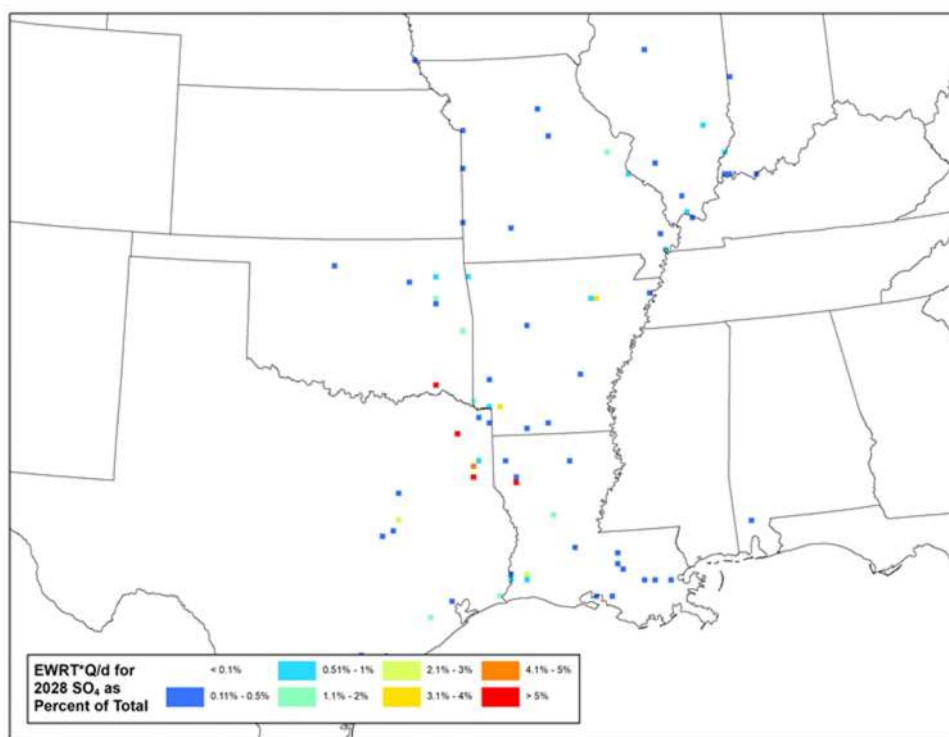 EWRT*Q/d for
2028 SO₄ as
Percent of Total
< 0.1%
0.51% - 1%
2.1% - 3%
4.1% - 5%
0.11% - 0.5%
1.1% - 2%
3.1% - 4%
> 5%